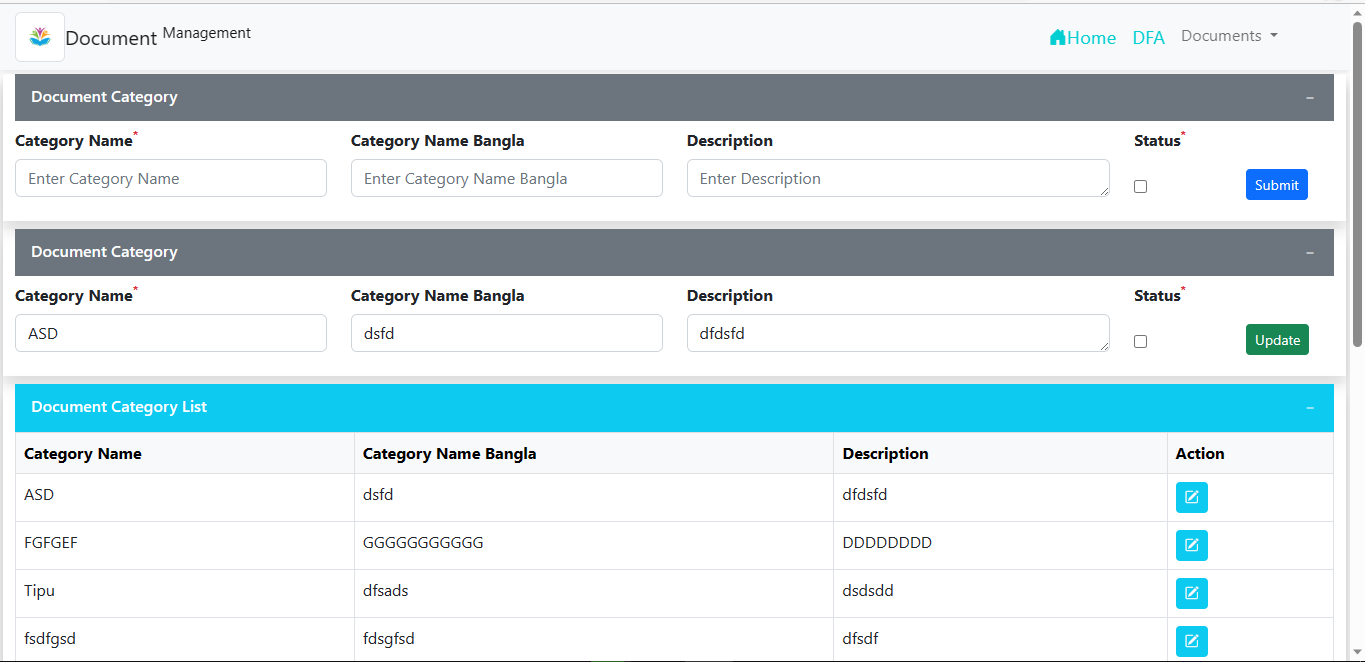 Document Management Home DFA Documents
Document Category –
Category Name* Category Name Bangla Description Status*
Enter Category Name Enter Category Name Bangla Enter Description Submit
Document Category –
Category Name* Category Name Bangla Description Status*
ASD dsfd dfdsfd Update
Document Category List –
Category Name Category Name Bangla Description Action
ASD dsfd dfdsfd
FGFGEF GGGGGGGGGGG DDDDDDDD
Tipu dfsads dsdsdd
fsdfgsd fdsgfsd dfsdf